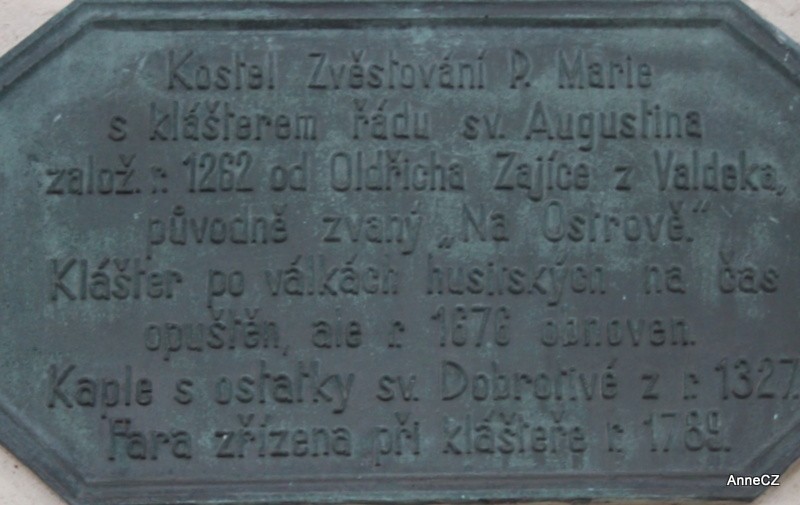 Kostel Zvěstování P. Marie
s klášterem řádu sv. Augustina
založ. r. 1262 od Oldřicha Zajíce z Valdeka,
původně zvaný „Na Ostrově.“
Klášter po válkách husitských na čas
opuštěn, ale r. 1676 obnoven.
Kaple s ostatky sv. Dobrotivé z r. 1327.
Fara zřízena při klášteře r. 1789.
AnneCZ